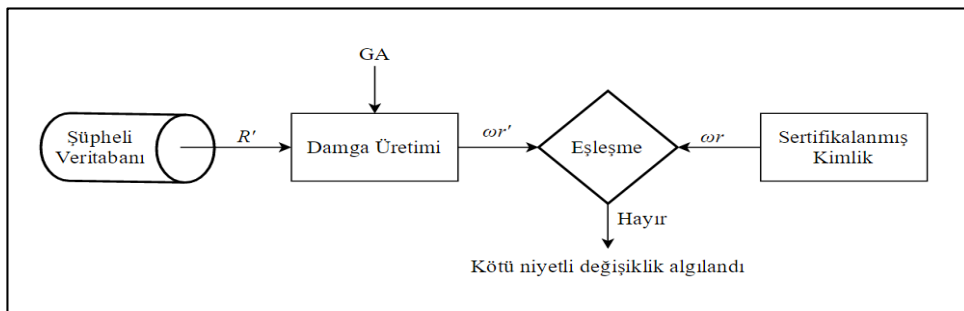 GA
Şüpheli
Veritabanı
R'
Damga Üretimi
ωr'
Eşleşme
ωr
Sertifikalanmış
Kimlik
Hayır
Kötü niyetli değişiklik algılandı